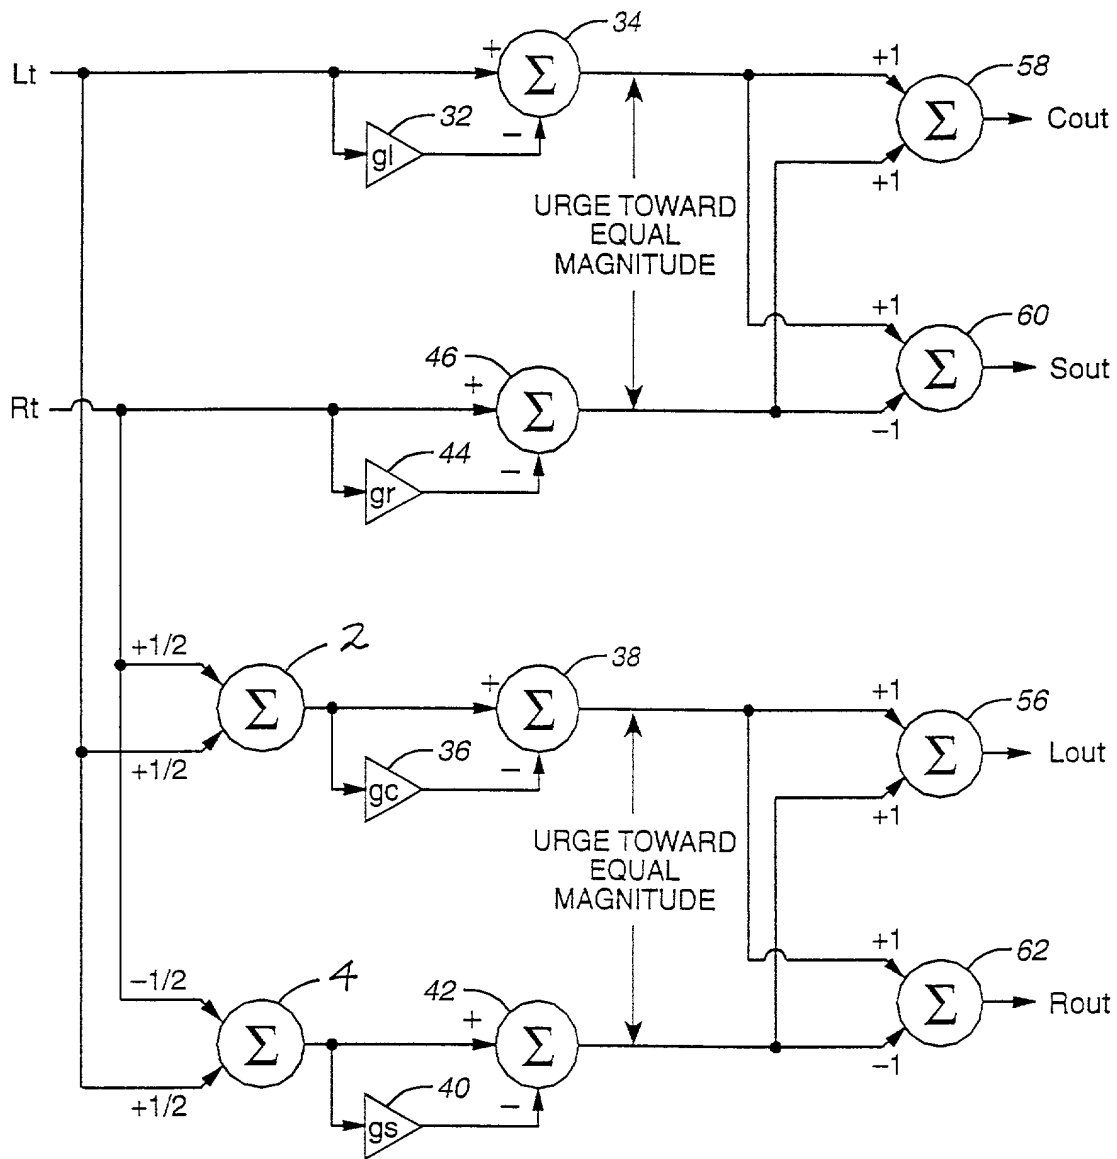 34
Lt
+
Σ
+1
58
32
gl
−
Σ
Cout
+1
URGE TOWARD
EQUAL
MAGNITUDE
+1
60
46
+
Σ
Sout
Rt
Σ
−1
44
gr
−
+1/2
2
38
+
+1
56
Σ
Σ
36
gc
−
Σ
Lout
+1/2
+1
URGE TOWARD
EQUAL
MAGNITUDE
+1
62
−1/2
4
42
+
Σ
Rout
Σ
Σ
−1
40
gs
−
+1/2